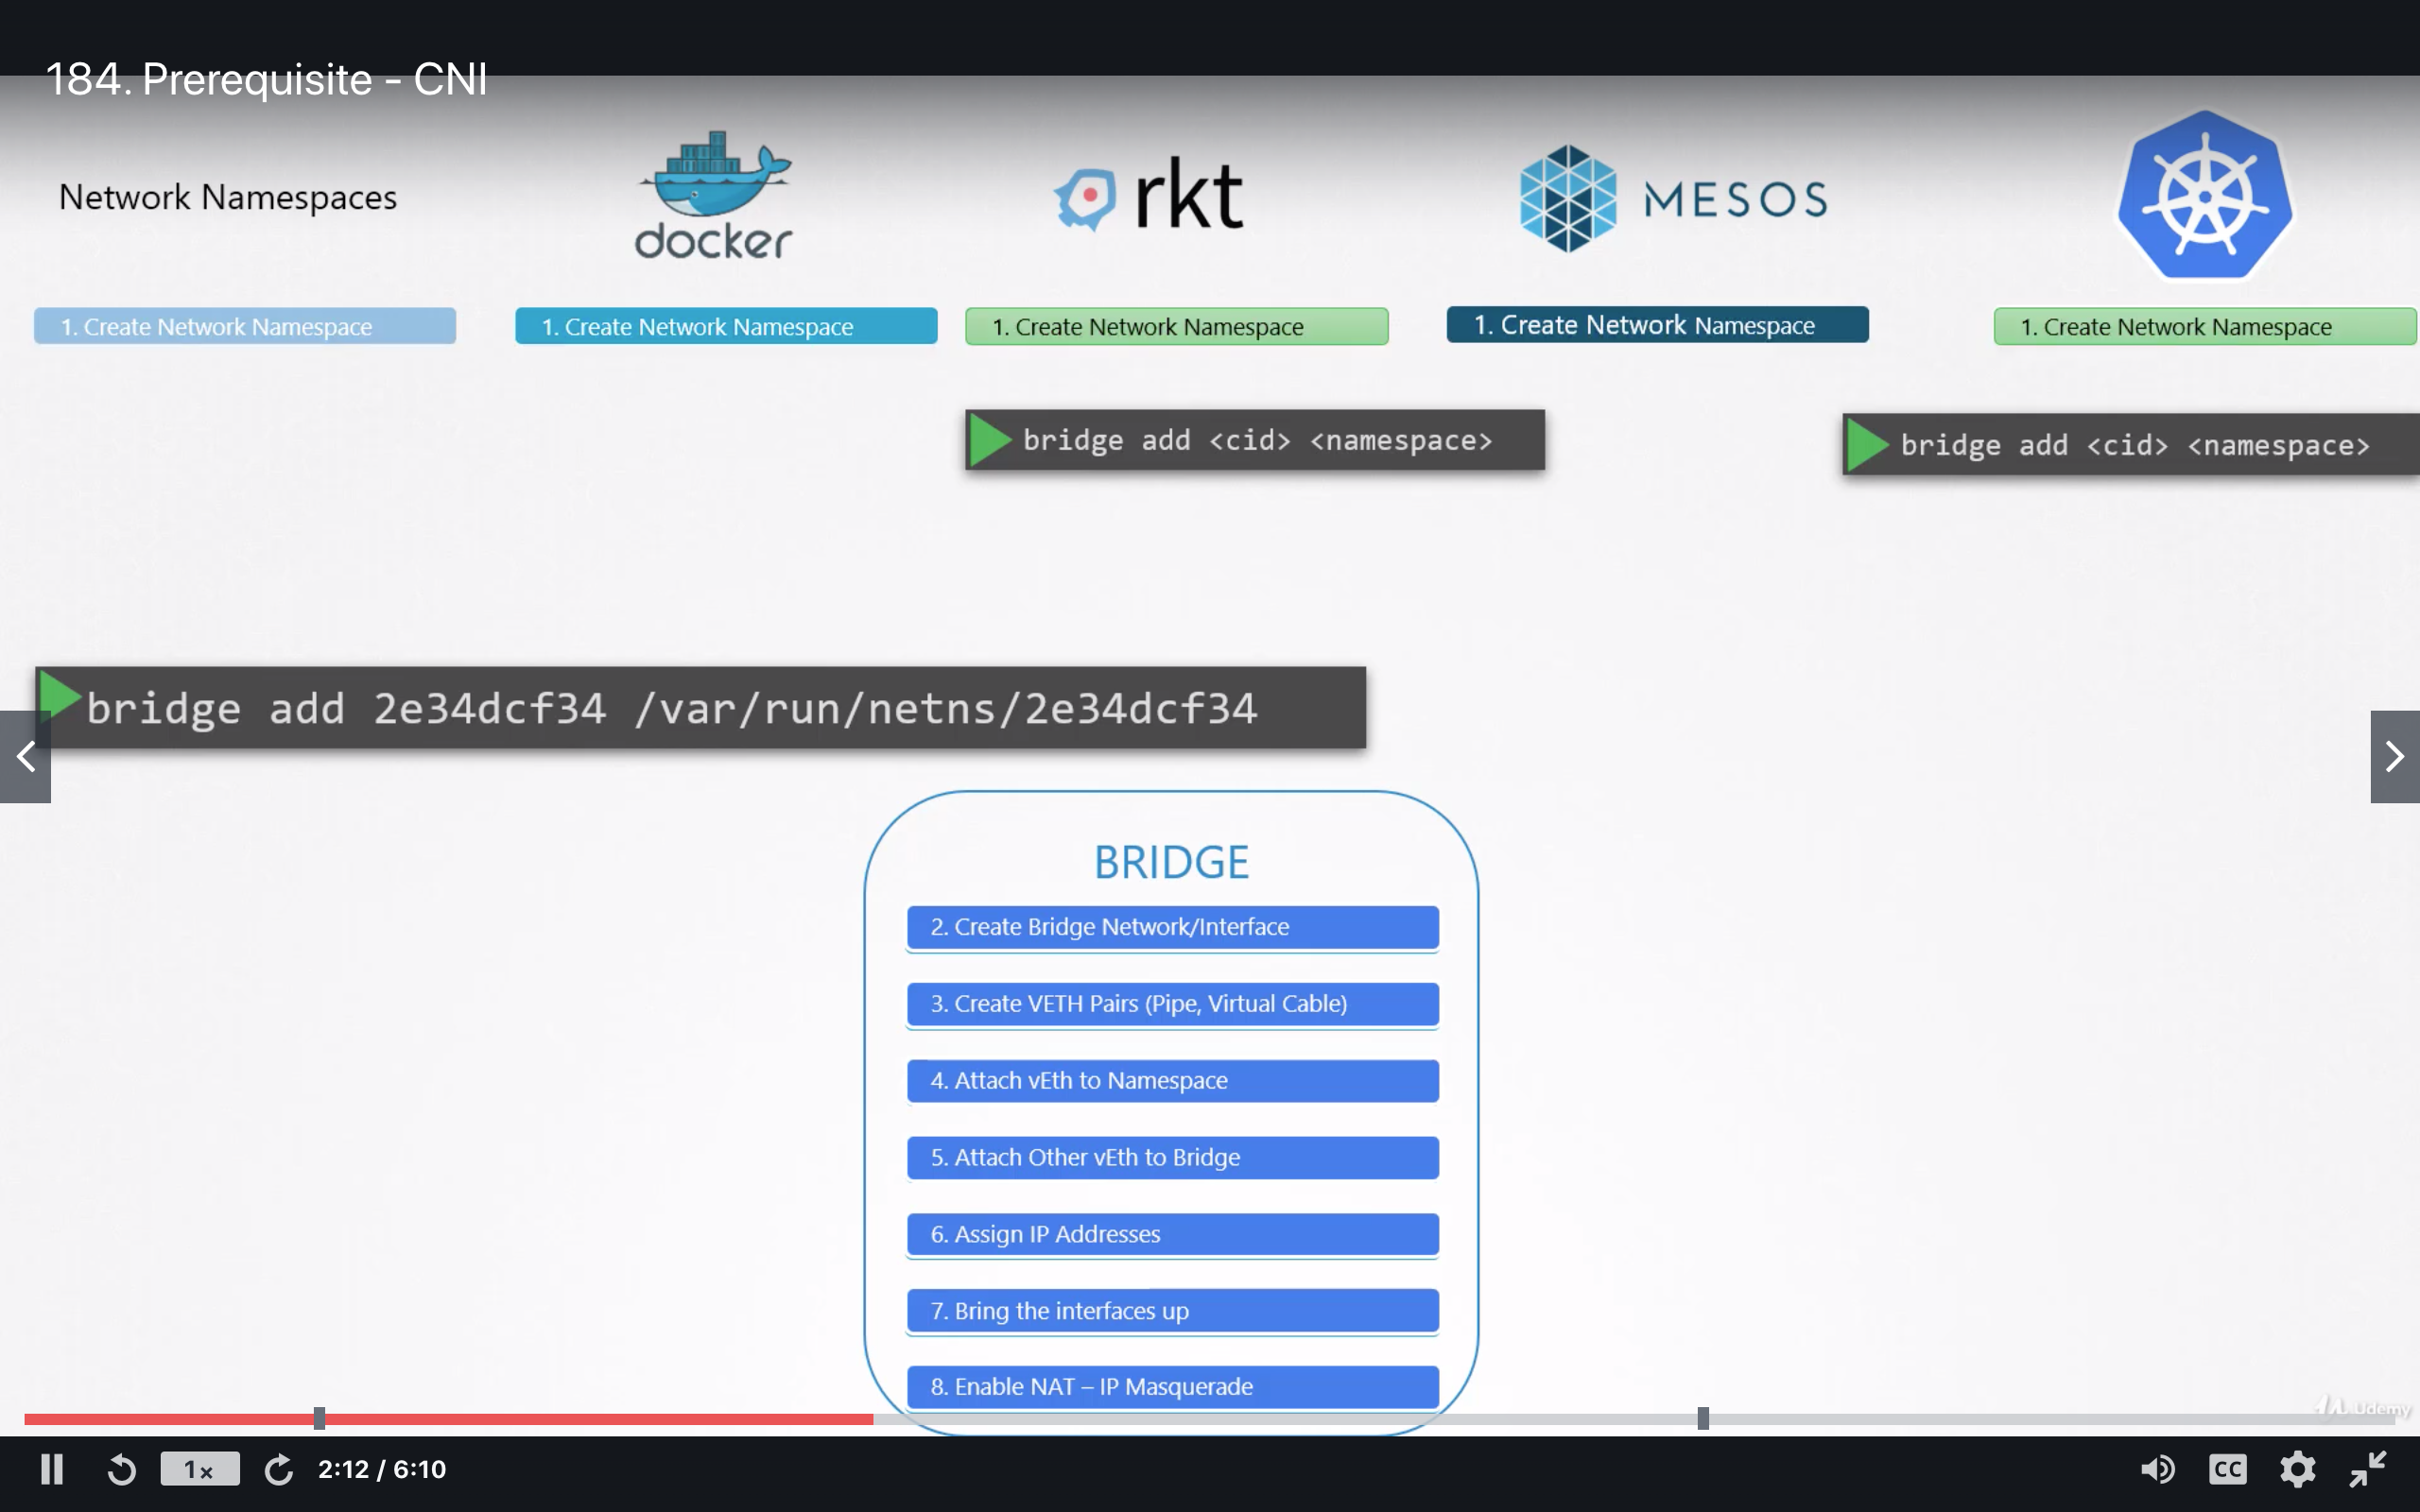 184. Prerequisite - CNI
Network Namespaces
docker
rkt
MESOS
1. Create Network Namespace
1. Create Network Namespace
1. Create Network Namespace
1. Create Network Namespace
1. Create Network Namespace
bridge add <cid> <namespace>
bridge add <cid> <namespace>
bridge add 2e34dcf34 /var/run/netns/2e34dcf34
BRIDGE
2. Create Bridge Network/Interface
3. Create VETH Pairs (Pipe, Virtual Cable)
4. Attach vEth to Namespace
5. Attach Other vEth to Bridge
6. Assign IP Addresses
7. Bring the interfaces up
8. Enable NAT – IP Masquerade
Udemy
1x
2:12 / 6:10
CC